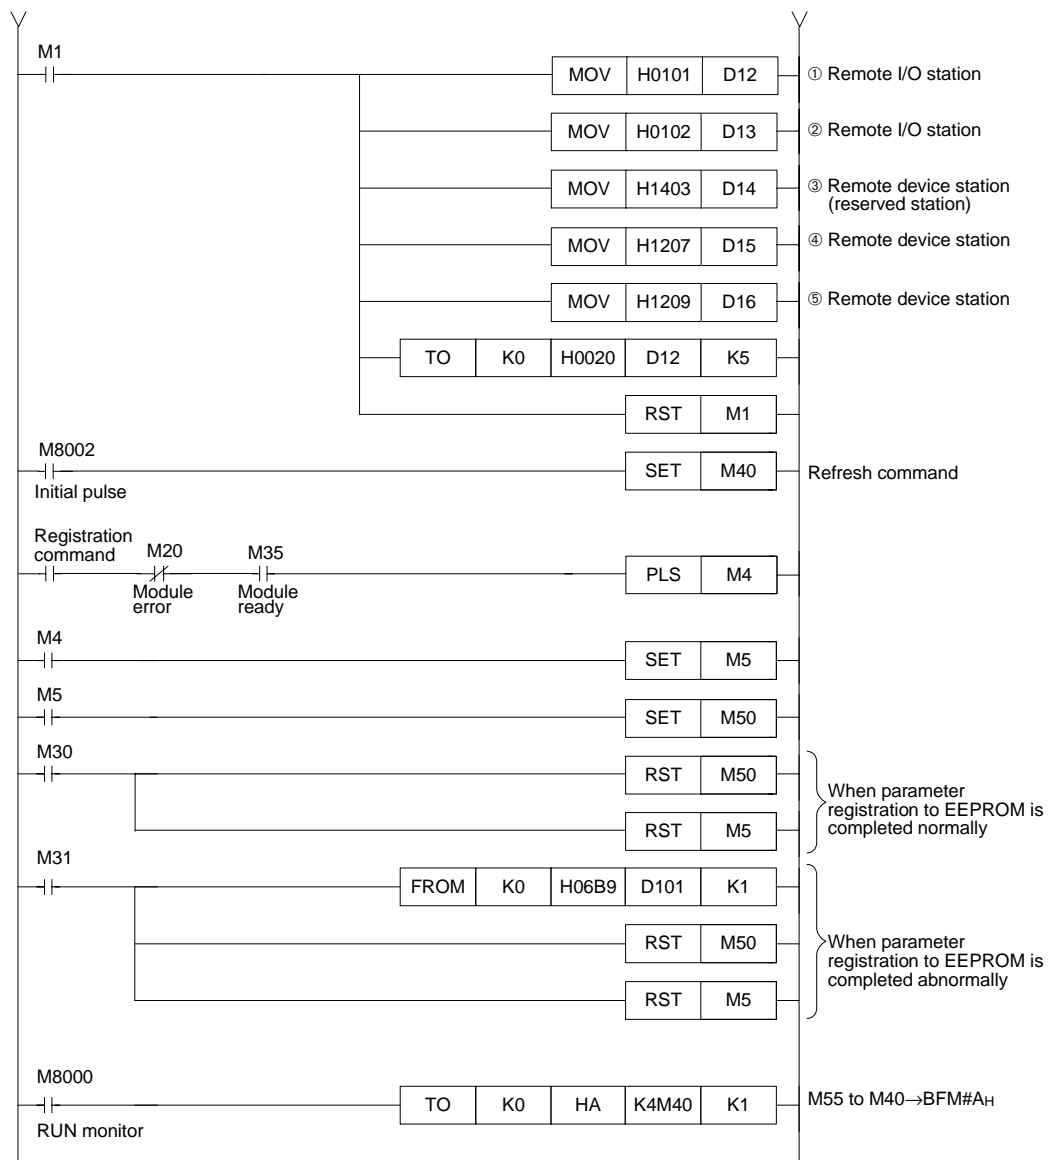 M1
MOV H0101 D12 ① Remote I/O station
MOV H0102 D13 ② Remote I/O station
MOV H1403 D14 ③ Remote device station
(reserved station)
MOV H1207 D15 ④ Remote device station
MOV H1209 D16 ⑤ Remote device station
TO K0 H0020 D12 K5
RST M1
M8002
SET M40 Refresh command
Initial pulse
Registration
command M20 M35
PLS M4
Module Module
error ready
M4
SET M5
M5
SET M50
M30
RST M50
When parameter
registration to EEPROM is
completed normally
RST M5
M31
FROM K0 H06B9 D101 K1
RST M50
When parameter
registration to EEPROM is
completed abnormally
RST M5
M8000
TO K0 HA K4M40 K1 M55 to M40→BFM#AH
RUN monitor